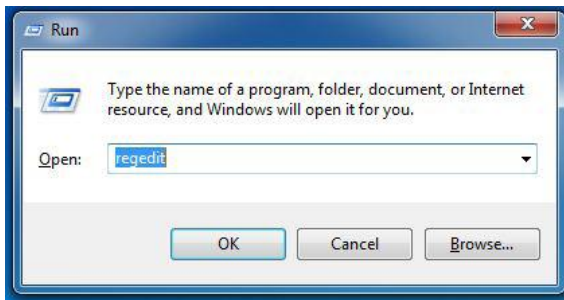 Run
Type the name of a program, folder, document, or Internet
resource, and Windows will open it for you.
Open: regedit
OK Cancel Browse...